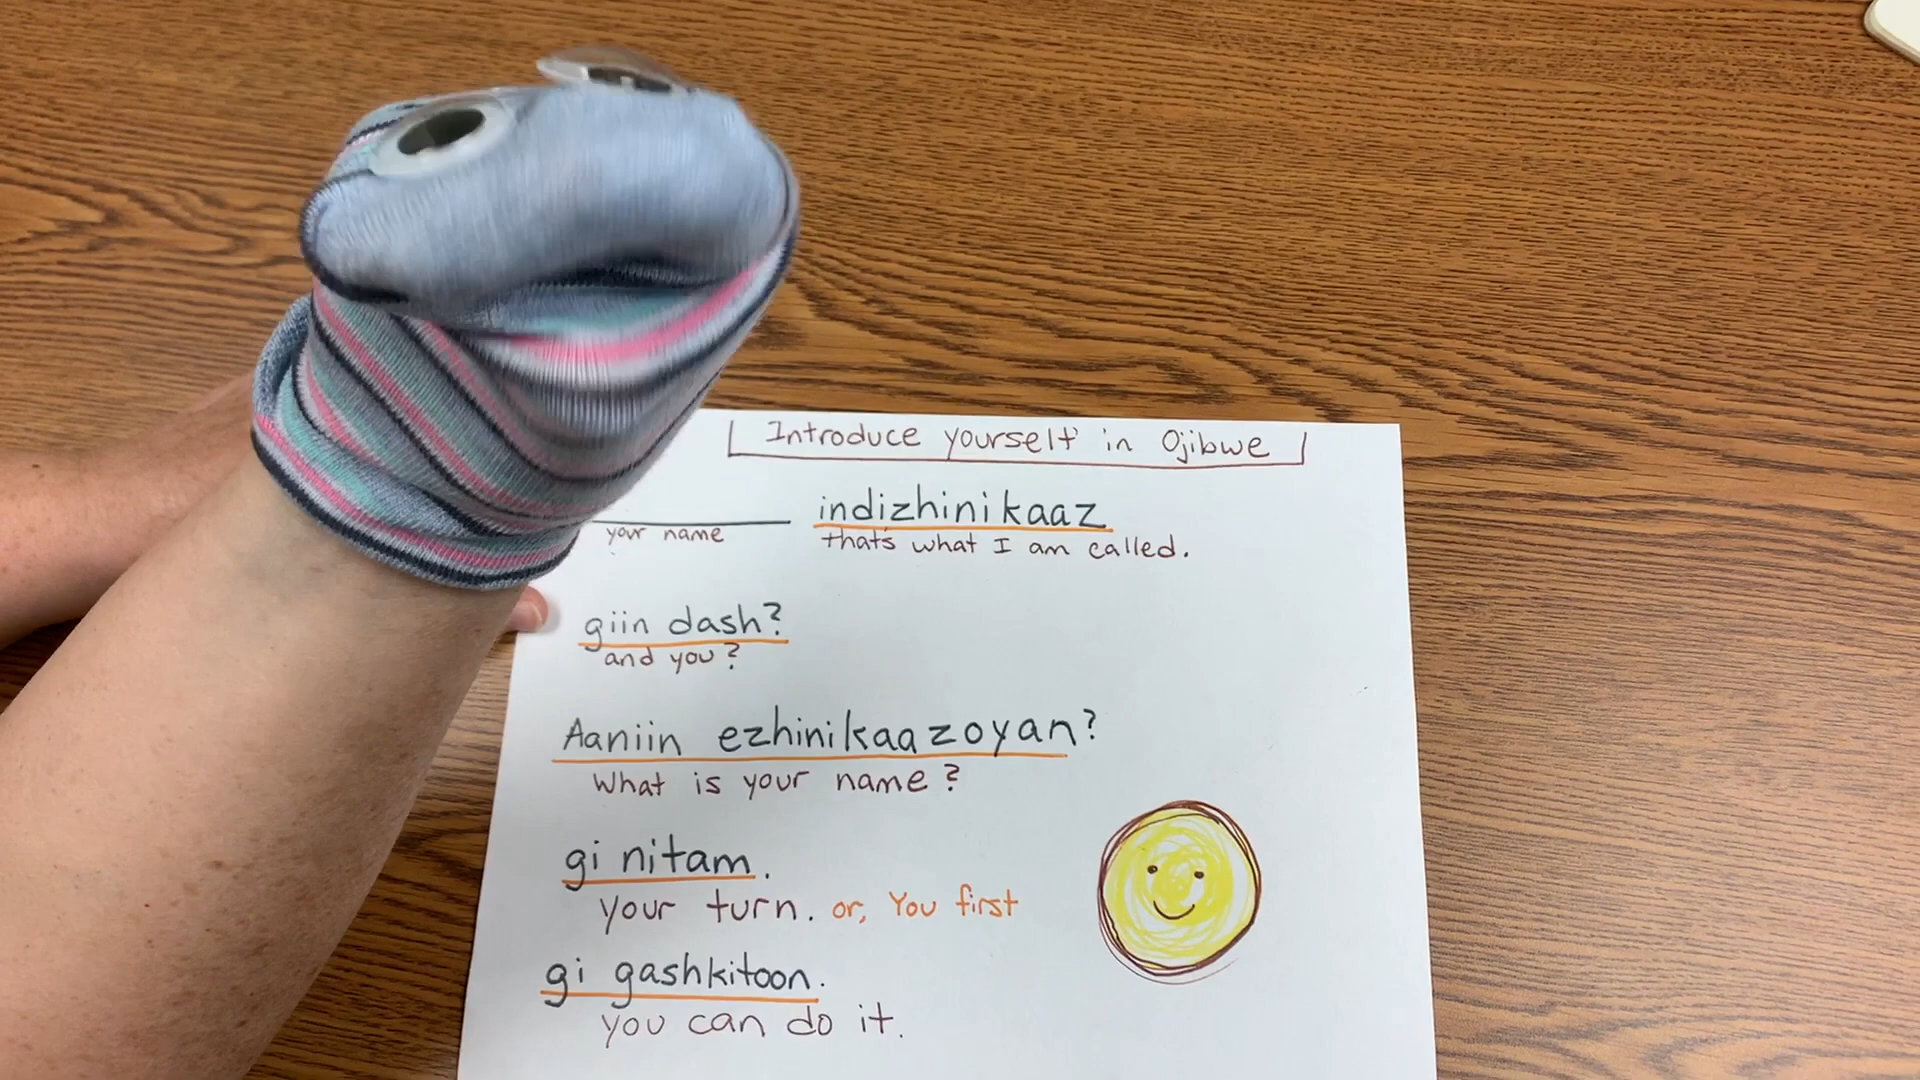 Introduce yourself in Ojibwe
indizhinikaaz
your name thats what I am called.
giin dash?
and you?
Aaniin ezhinikaazoyan?
What is your name?
gi nitam.
your turn. or, You first
gi gashkitoon.
you can do it.